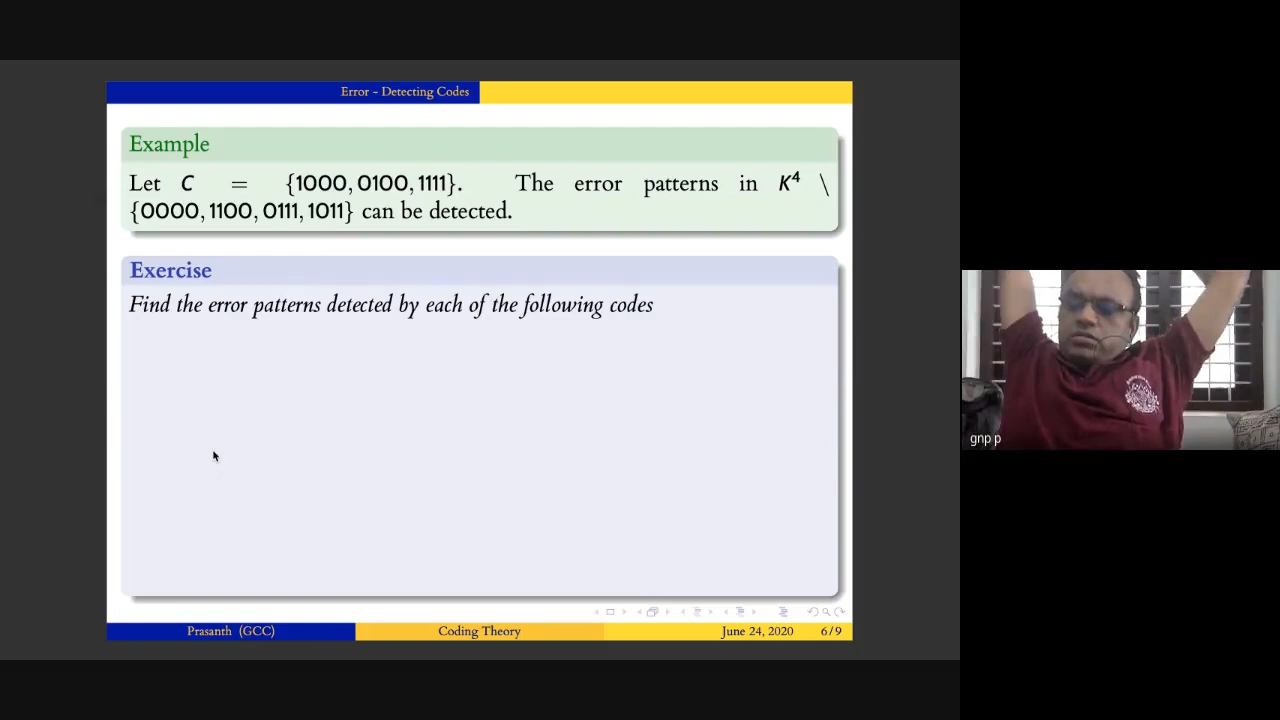 Error - Detecting Codes
Example
Let C = {1000, 0100, 1111}. The error patterns in K⁴ \
{0000, 1100, 0111, 1011} can be detected.
Exercise
Find the error patterns detected by each of the following codes
gnp p
Prasanth (GCC) Coding Theory June 24, 2020 6/9